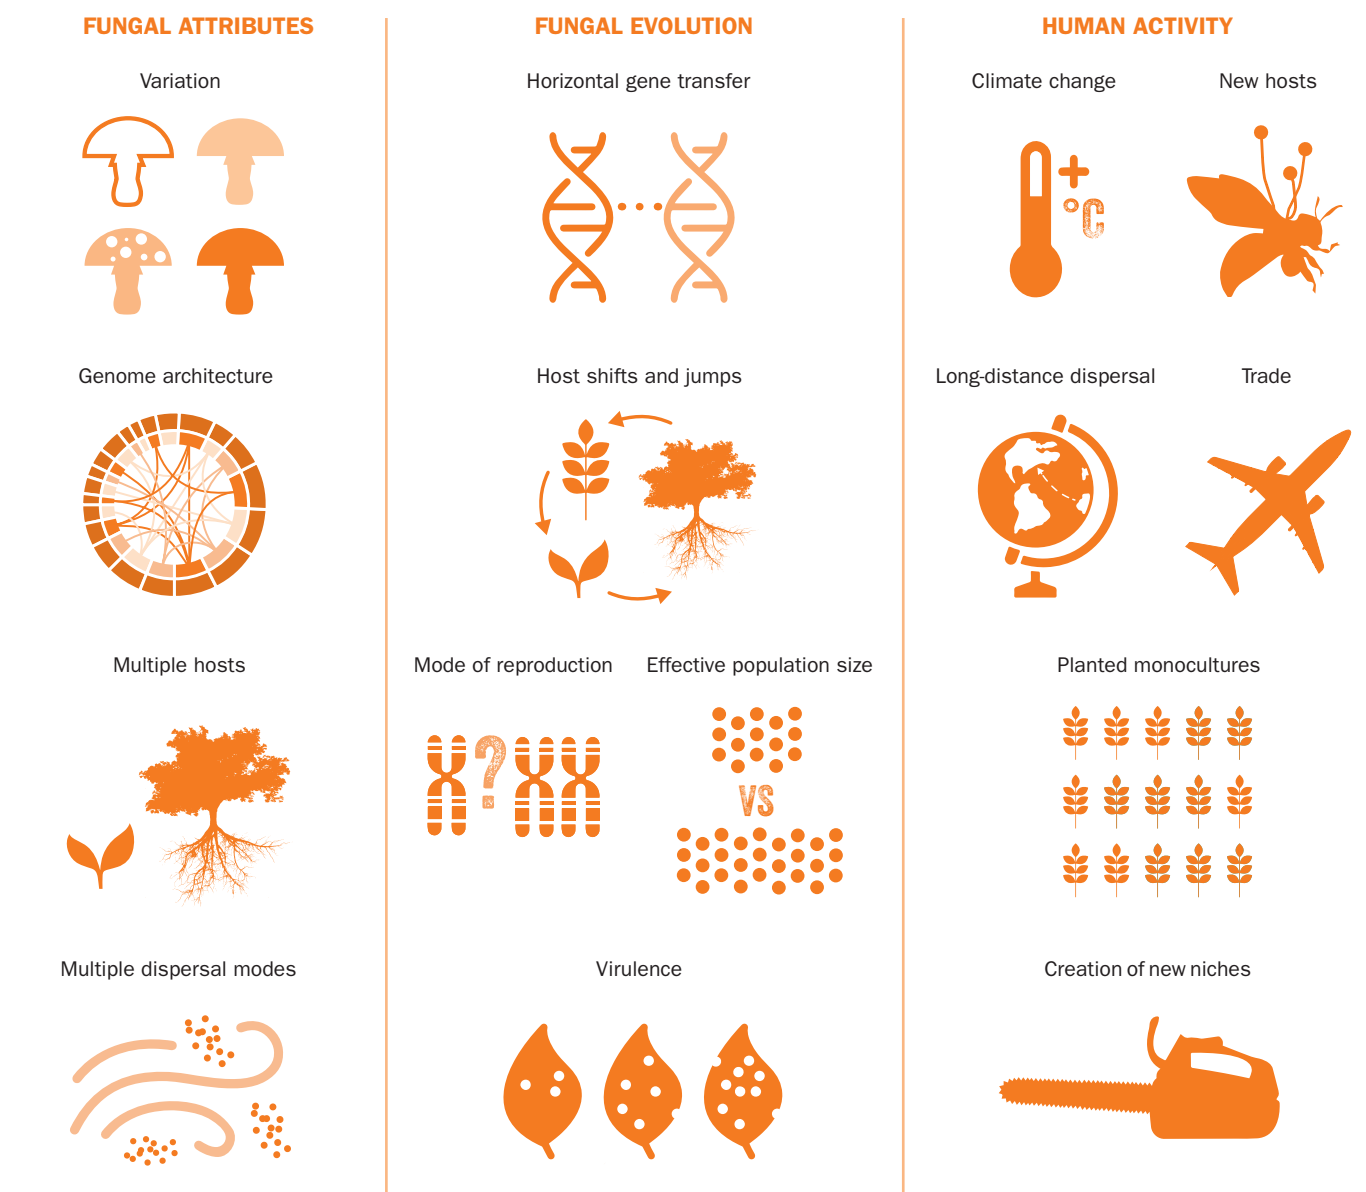 FUNGAL ATTRIBUTES
Variation
Genome architecture
Multiple hosts
Multiple dispersal modes
FUNGAL EVOLUTION
Horizontal gene transfer
Host shifts and jumps
Mode of reproduction
?
Effective population size
VS
Virulence
HUMAN ACTIVITY
Climate change
+
°C
New hosts
Long-distance dispersal
Trade
Planted monocultures
Creation of new niches